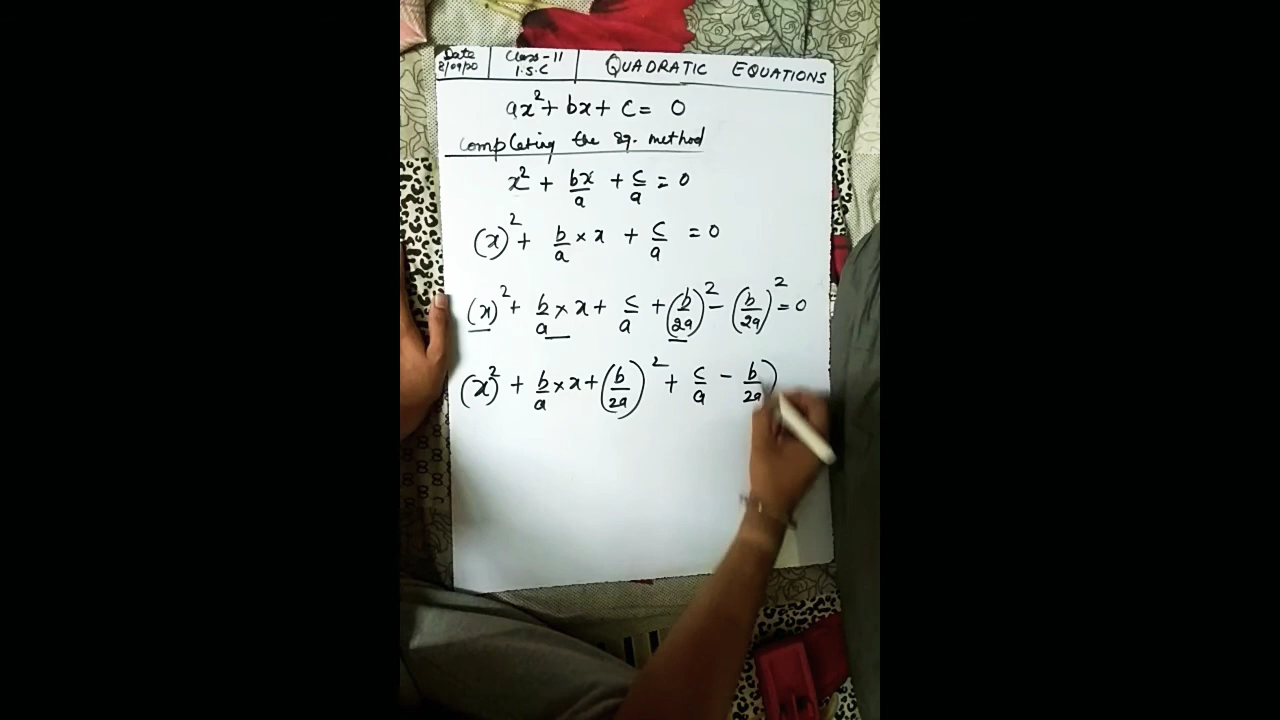 Date 8/09/20 Class-11 I.S.C QUADRATIC EQUATIONS
ax² + bx + c = 0
Completing the sq. method
x² + bx/a + c/a = 0
(x)² + b/a × x + c/a = 0
(x)² + b/a × x + c/a + (b/2a)² - (b/2a)² = 0
(x)² + b/a × x + (b/2a)² + c/a - b/2a)